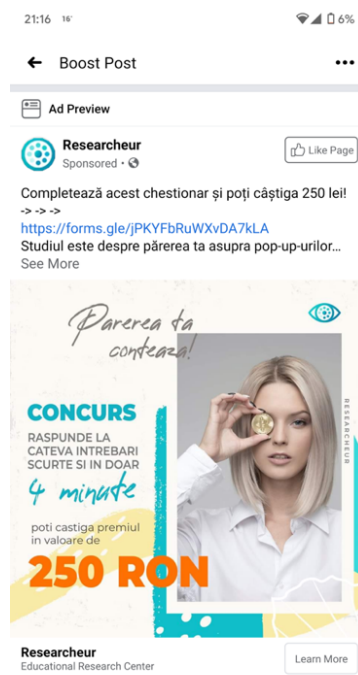 21:16 16°
6%
Boost Post
Ad Preview
Researcheur
Sponsored ·
Like Page
Completează acest chestionar și poți câștiga 250 lei!
-> -> ->
https://forms.gle/jPKYFbRuWXvDA7kLA
Studiul este despre părerea ta asupra pop-up-urilor...
See More
Parerea ta
conteaza!
CONCURS
RASPUNDE LA
CATEVA INTREBARI
SCURTE SI IN DOAR
4 minute
poti castiga premiul
in valoare de
250 RON
RESEARCHEUR
Researcheur
Educational Research Center
Learn More